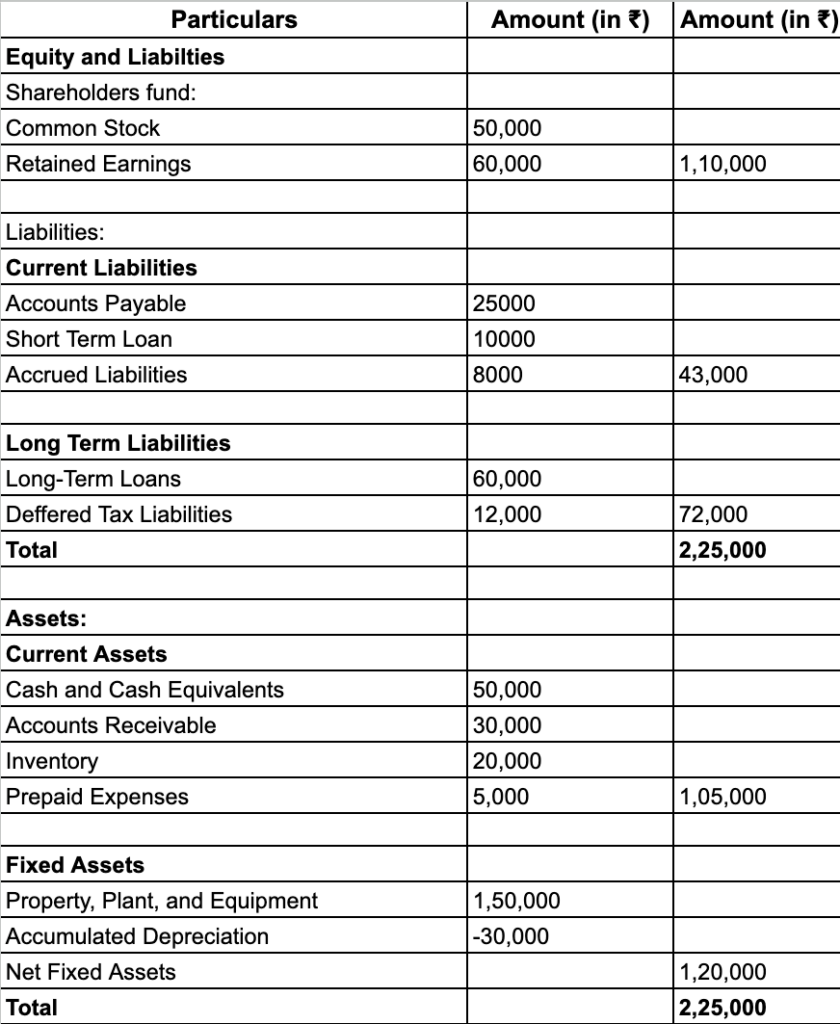 Particulars Amount (in ₹) Amount (in ₹)
Equity and Liabilties
Shareholders fund:
Common Stock 50,000
Retained Earnings 60,000 1,10,000
Liabilities:
Current Liabilities
Accounts Payable 25000
Short Term Loan 10000
Accrued Liabilities 8000 43,000
Long Term Liabilities
Long-Term Loans 60,000
Deffered Tax Liabilities 12,000 72,000
Total 2,25,000
Assets:
Current Assets
Cash and Cash Equivalents 50,000
Accounts Receivable 30,000
Inventory 20,000
Prepaid Expenses 5,000 1,05,000
Fixed Assets
Property, Plant, and Equipment 1,50,000
Accumulated Depreciation -30,000
Net Fixed Assets 1,20,000
Total 2,25,000